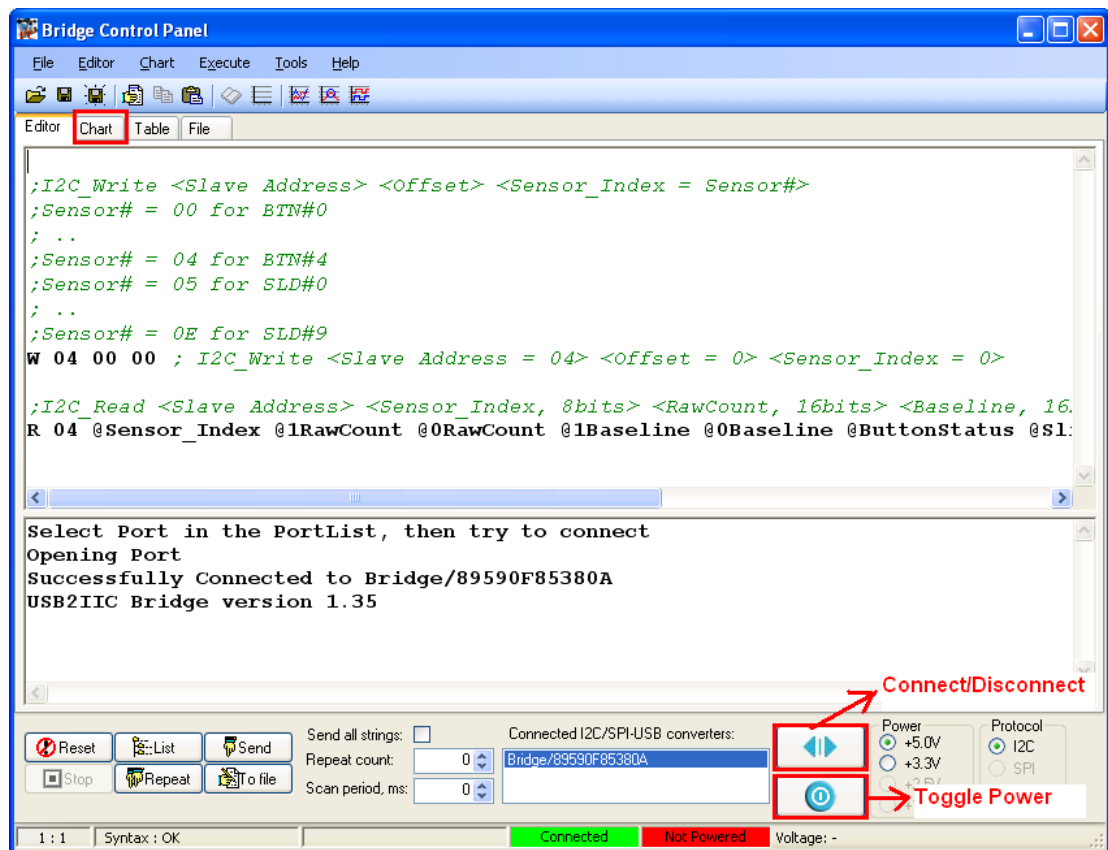 Bridge Control Panel
File Editor Chart Execute Tools Help
Editor Chart Table File
;I2C_Write <Slave Address> <Offset> <Sensor_Index = Sensor#>
;Sensor# = 00 for BTN#0
; ..
;Sensor# = 04 for BTN#4
;Sensor# = 05 for SLD#0
; ..
;Sensor# = 0E for SLD#9
W 04 00 00 ; I2C_Write <Slave Address = 04> <Offset = 0> <Sensor_Index = 0>
;I2C_Read <Slave Address> <Sensor_Index, 8bits> <RawCount, 16bits> <Baseline, 16
R 04 @Sensor_Index @1RawCount @0RawCount @1Baseline @0Baseline @ButtonStatus @Sl
Select Port in the PortList, then try to connect
Opening Port
Successfully Connected to Bridge/89590F85380A
USB2IIC Bridge version 1.35
Connect/Disconnect
Reset List Send
Stop Repeat To file
Send all strings:
Repeat count: 0
Scan period, ms: 0
Connected I2C/SPI-USB converters:
Bridge/89590F85380A
Power
+5.0V
+3.3V
Protocol
I2C
SPI
Toggle Power
1 : 1 Syntax : OK Connected Not Powered Voltage: -